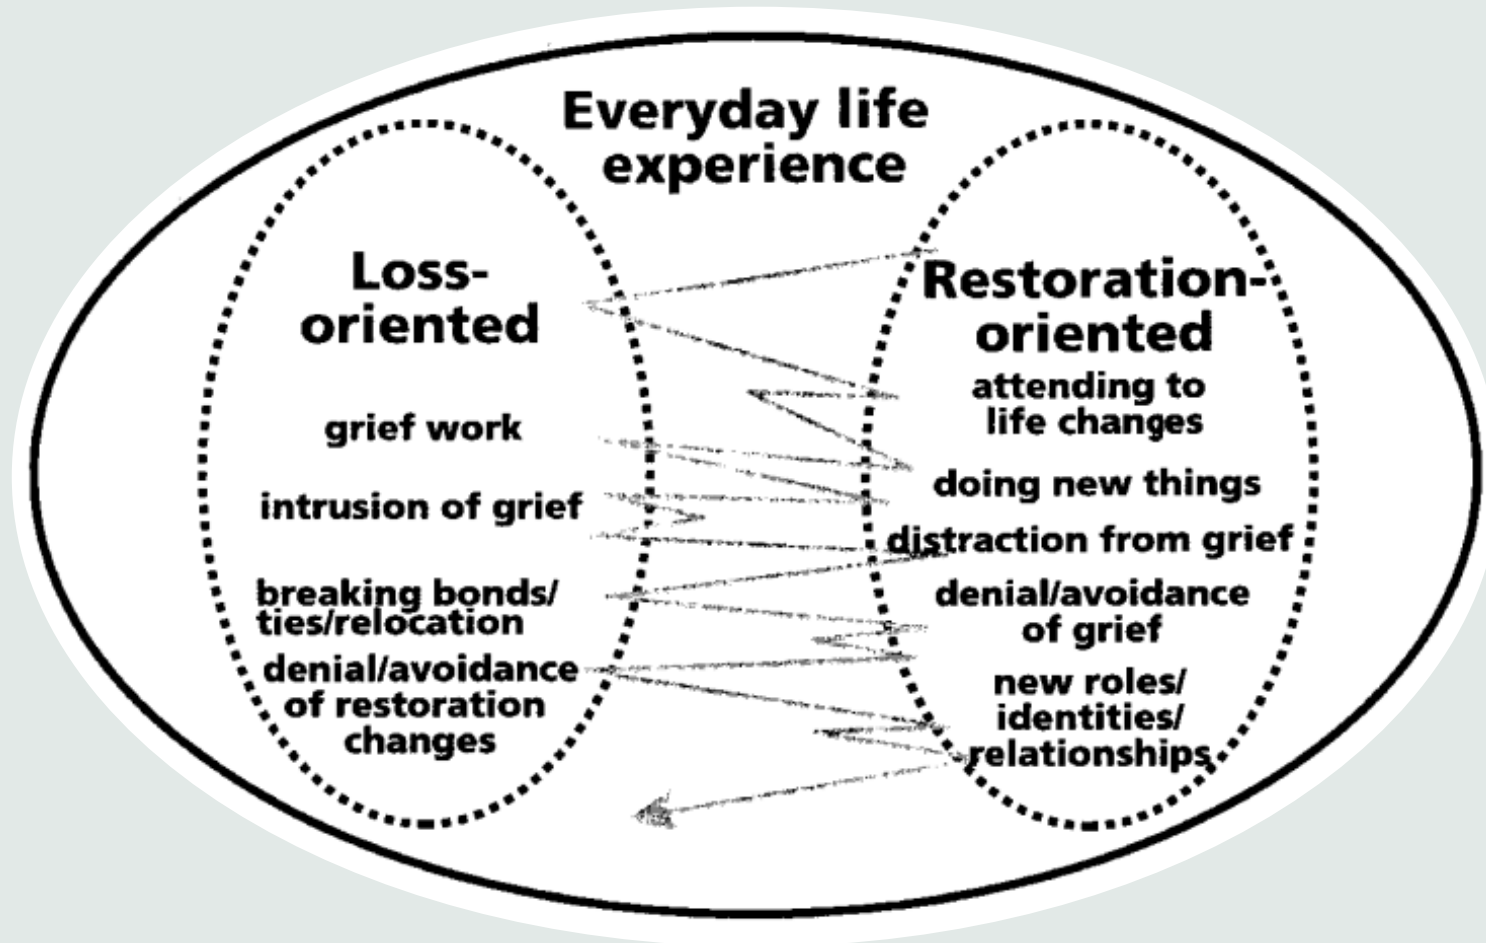 Everyday life
experience
Loss-
oriented
grief work
intrusion of grief
breaking bonds/
ties/relocation
denial/avoidance
of restoration
changes
Restoration-
oriented
attending to
life changes
doing new things
distraction from grief
denial/avoidance
of grief
new roles/
identities/
relationships